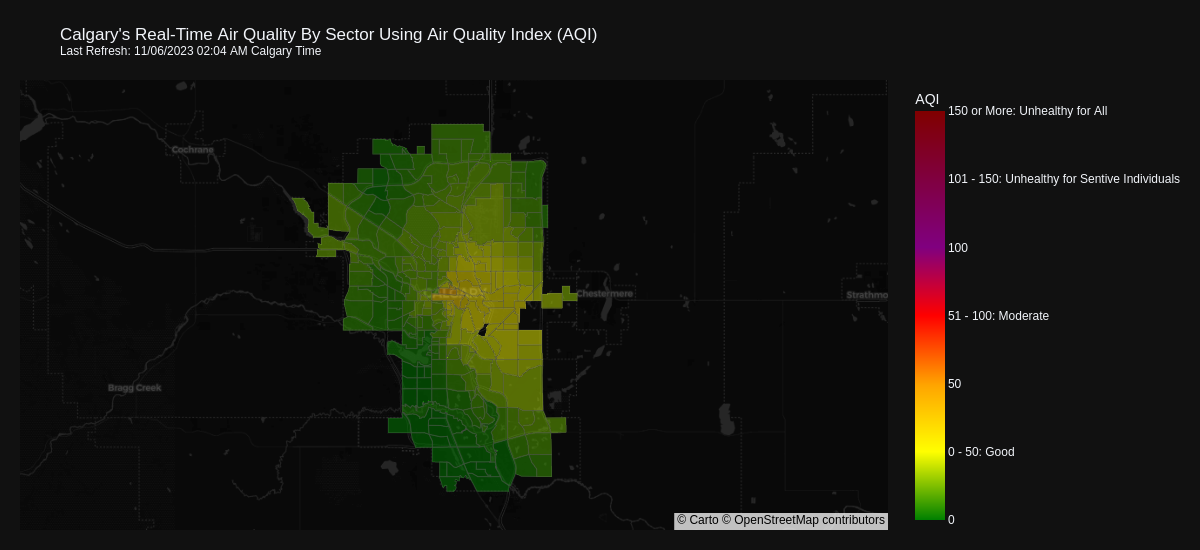 Calgary's Real-Time Air Quality By Sector Using Air Quality Index (AQI)
Last Refresh: 11/06/2023 02:04 AM Calgary Time
AQI
150 or More: Unhealthy for All
Cochrane
101 - 150: Unhealthy for Sentive Individuals
100
Chestermere
Strathmo
51 - 100: Moderate
Bragg Creek
50
0 - 50: Good
0
© Carto © OpenStreetMap contributors